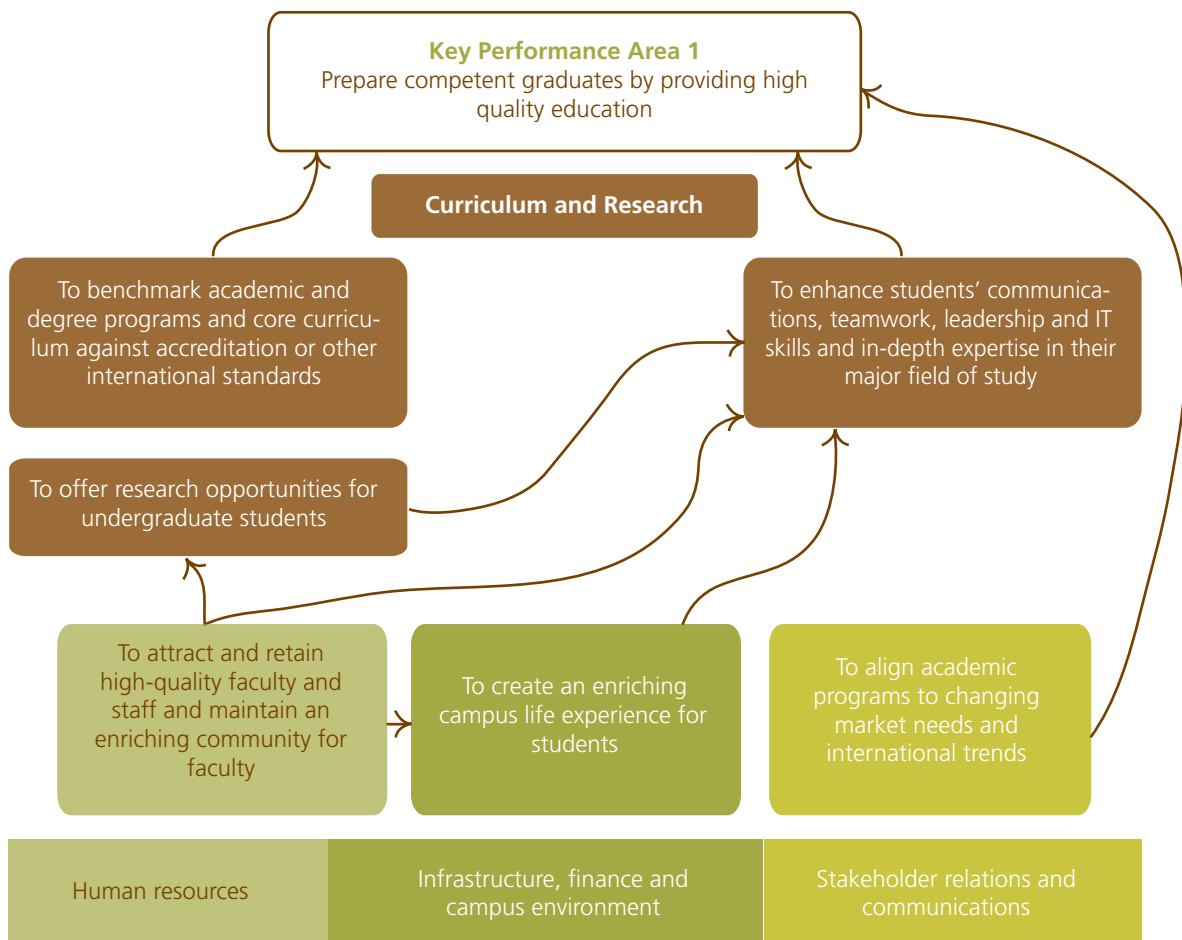 Key Performance Area 1
Prepare competent graduates by providing high
quality education
Curriculum and Research
To benchmark academic and
degree programs and core curricu-
lum against accreditation or other
international standards
To enhance students’ communica-
tions, teamwork, leadership and IT
skills and in-depth expertise in their
major field of study
To offer research opportunities for
undergraduate students
To attract and retain
high-quality faculty and
staff and maintain an
enriching community for
faculty
To create an enriching
campus life experience for
students
To align academic
programs to changing
market needs and
international trends
Human resources
Infrastructure, finance and
campus environment
Stakeholder relations and
communications